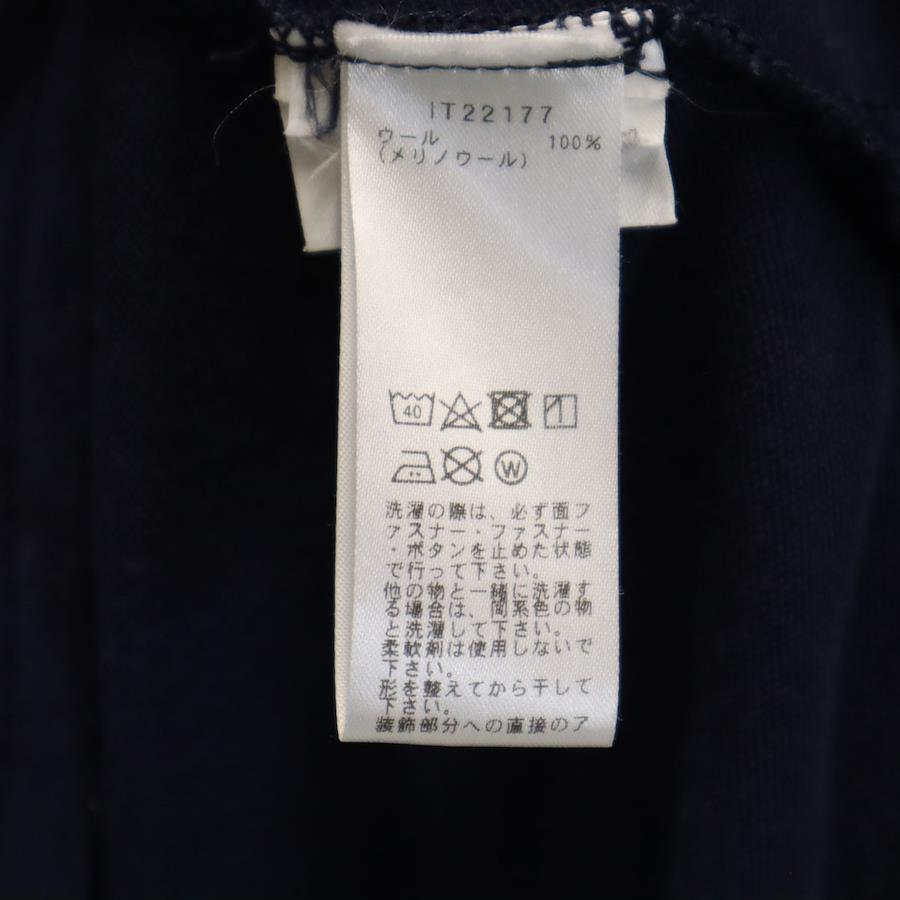 IT22177
ウール 100%
(メリノウール)
40
W
洗濯の際は、必ず面フ
ァスナー・ファスナー
・ボタンを止めた状態
で行って下さい。
他の物と一緒に洗濯す
る場合は、同系色の物
と洗濯して下さい。
柔軟剤は使用しないで
下さい。
形を整えてから干して
下さい。
装飾部分への直接のア